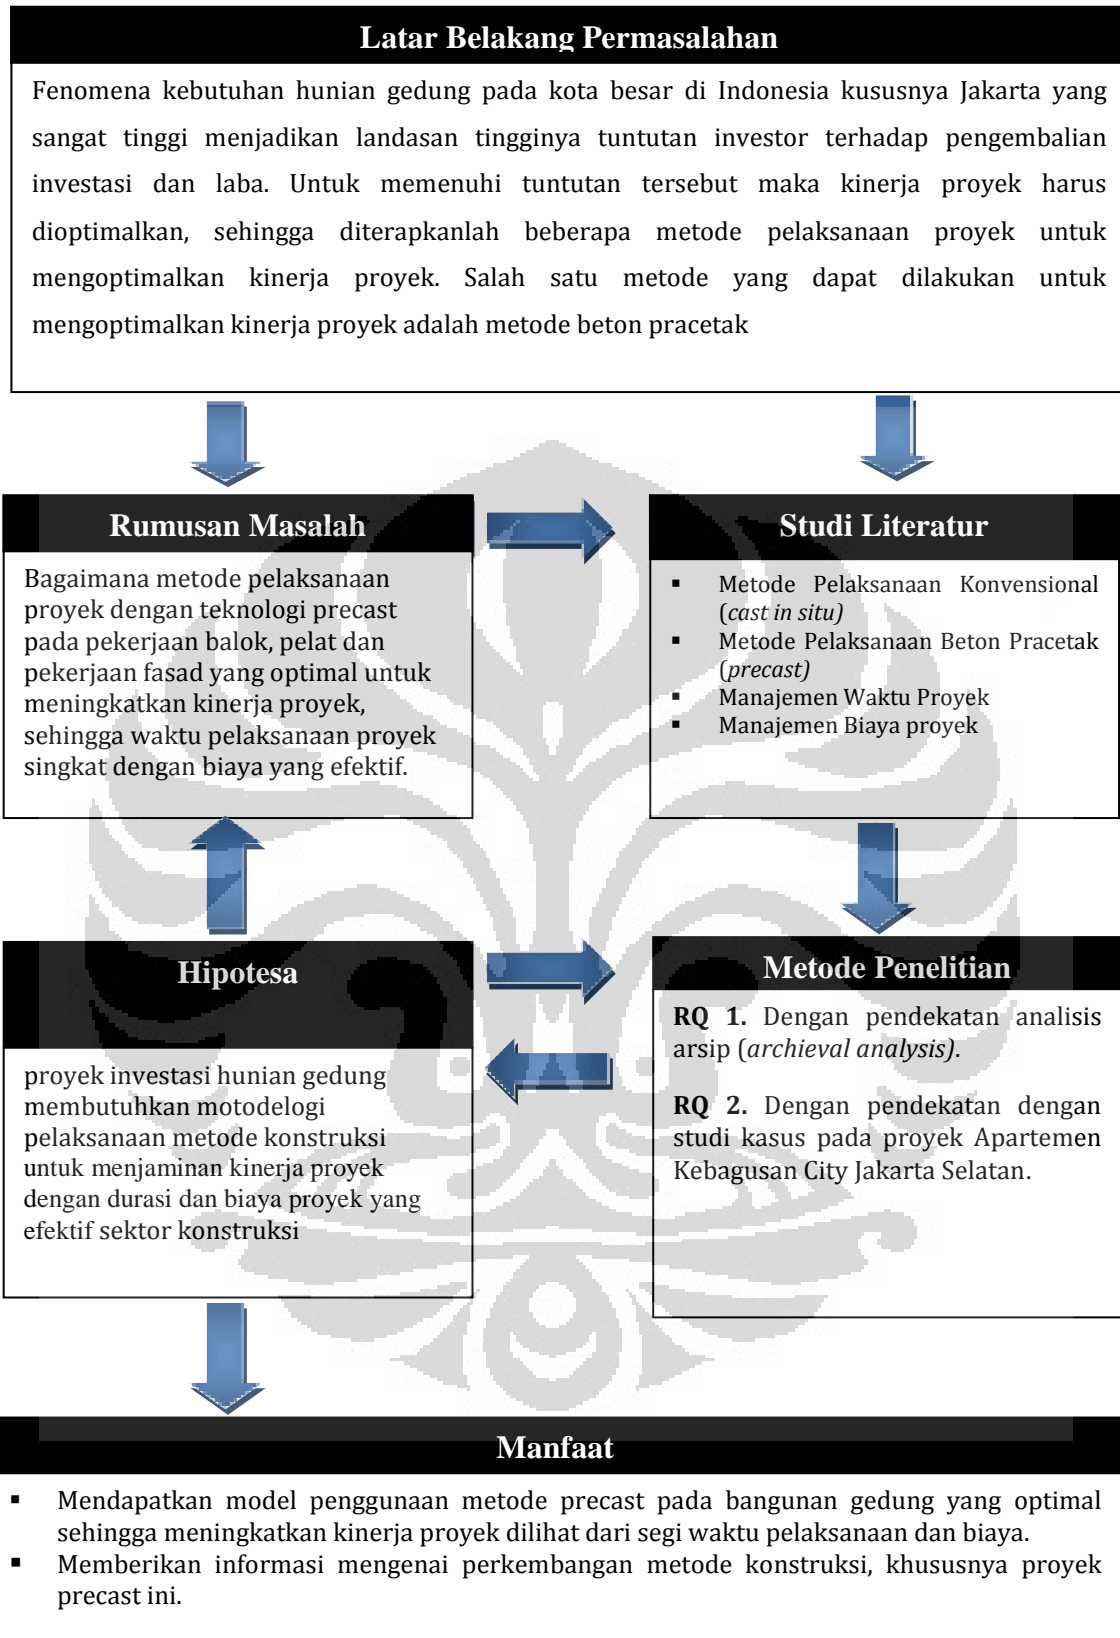 Latar Belakang Permasalahan
Fenomena kebutuhan hunian gedung pada kota besar di Indonesia kususnya Jakarta yang
sangat tinggi menjadikan landasan tingginya tuntutan investor terhadap pengembalian
investasi dan laba. Untuk memenuhi tuntutan tersebut maka kinerja proyek harus
dioptimalkan, sehingga diterapkanlah beberapa metode pelaksanaan proyek untuk
mengoptimalkan kinerja proyek. Salah satu metode yang dapat dilakukan untuk
mengoptimalkan kinerja proyek adalah metode beton pracetak
Rumusan Masalah
Bagaimana metode pelaksanaan
proyek dengan teknologi precast
pada pekerjaan balok, pelat dan
pekerjaan fasad yang optimal untuk
meningkatkan kinerja proyek,
sehingga waktu pelaksanaan proyek
singkat dengan biaya yang efektif.
Studi Literatur
▪ Metode Pelaksanaan Konvensional
(cast in situ)
▪ Metode Pelaksanaan Beton Pracetak
(precast)
▪ Manajemen Waktu Proyek
▪ Manajemen Biaya proyek
Hipotesa
proyek investasi hunian gedung
membutuhkan motodelogi
pelaksanaan metode konstruksi
untuk menjaminan kinerja proyek
dengan durasi dan biaya proyek yang
efektif sektor konstruksi
Metode Penelitian
RQ 1. Dengan pendekatan analisis
arsip (archieval analysis).
RQ 2. Dengan pendekatan dengan
studi kasus pada proyek Apartemen
Kebagusan City Jakarta Selatan.
Manfaat
▪ Mendapatkan model penggunaan metode precast pada bangunan gedung yang optimal
sehingga meningkatkan kinerja proyek dilihat dari segi waktu pelaksanaan dan biaya.
▪ Memberikan informasi mengenai perkembangan metode konstruksi, khususnya proyek
precast ini.